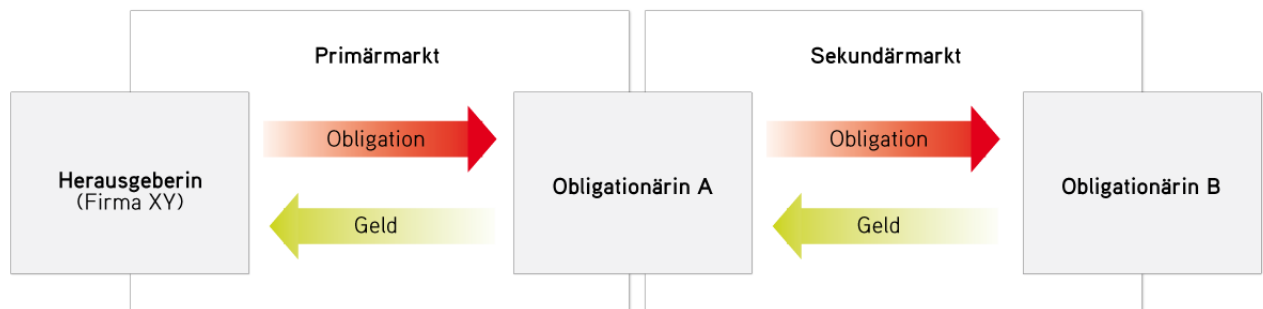 Primärmarkt
Sekundärmarkt
Herausgeberin
(Firma XY)
Obligation
Geld
Obligationärin A
Obligation
Geld
Obligationärin B